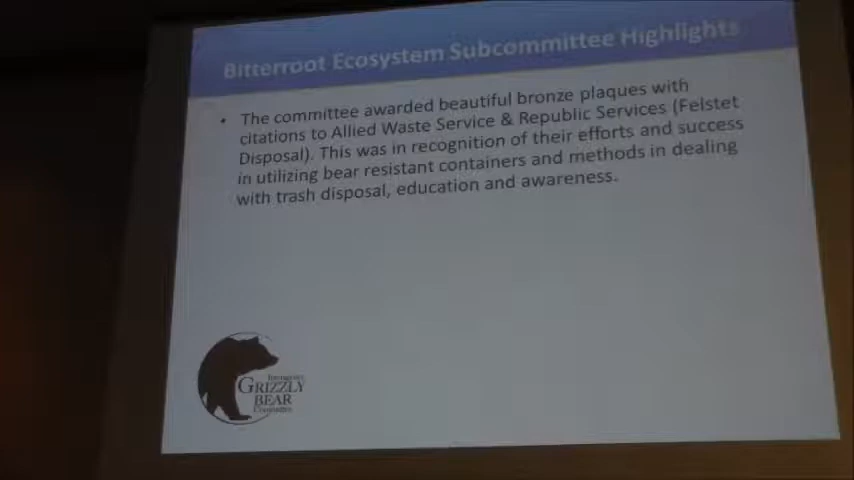 Bitterroot Ecosystem Subcommittee Highlights
• The committee awarded beautiful bronze plaques with
citations to Allied Waste Service & Republic Services (Felstet
Disposal). This was in recognition of their efforts and success
in utilizing bear resistant containers and methods in dealing
with trash disposal, education and awareness.
GRIZZLY
BEAR